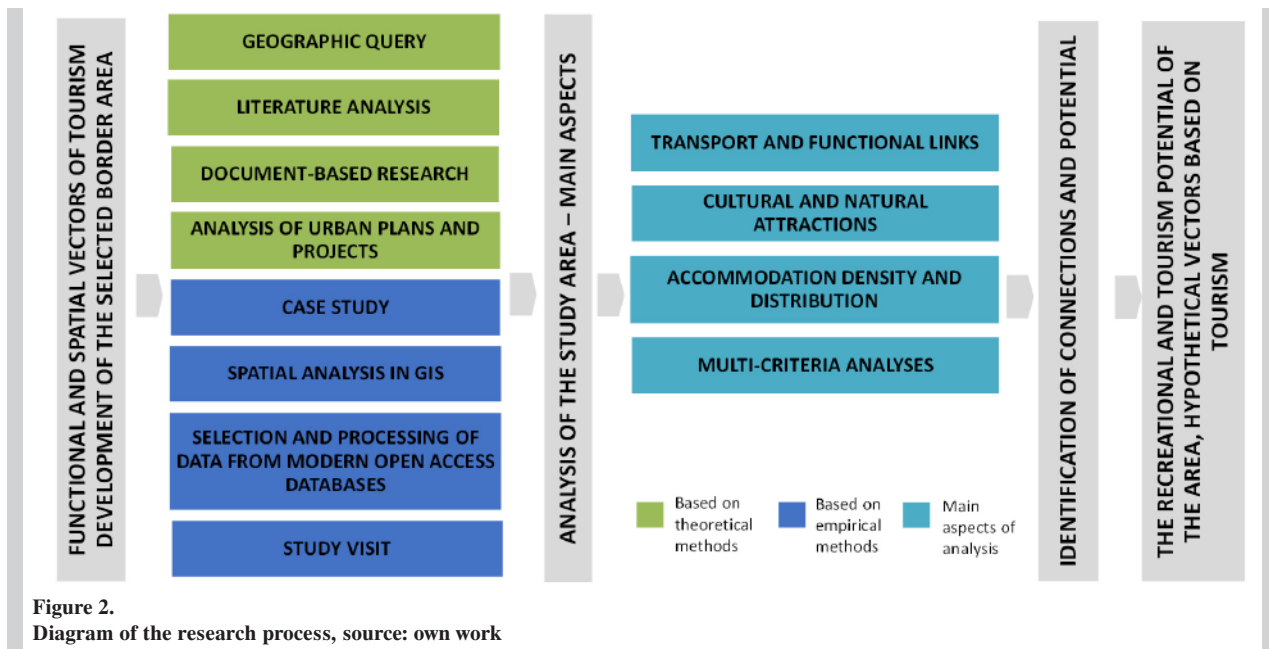 FUNCTIONAL AND SPATIAL VECTORS OF TOURISM
DEVELOPMENT OF THE SELECTED BORDER AREA
GEOGRAPHIC QUERY
LITERATURE ANALYSIS
DOCUMENT-BASED RESEARCH
ANALYSIS OF URBAN PLANS AND
PROJECTS
CASE STUDY
SPATIAL ANALYSIS IN GIS
SELECTION AND PROCESSING OF
DATA FROM MODERN OPEN ACCESS
DATABASES
STUDY VISIT
ANALYSIS OF THE STUDY AREA – MAIN ASPECTS
TRANSPORT AND FUNCTIONAL LINKS
CULTURAL AND NATURAL
ATTRACTIONS
ACCOMMODATION DENSITY AND
DISTRIBUTION
MULTI-CRITERIA ANALYSES
Based on
theoretical
methods
Based on
empirical
methods
Main
aspects of
analysis
IDENTIFICATION OF CONNECTIONS AND POTENTIAL
THE RECREATIONAL AND TOURISM POTENTIAL OF
THE AREA, HYPOTHETICAL VECTORS BASED ON
TOURISM
Figure 2.
Diagram of the research process, source: own work